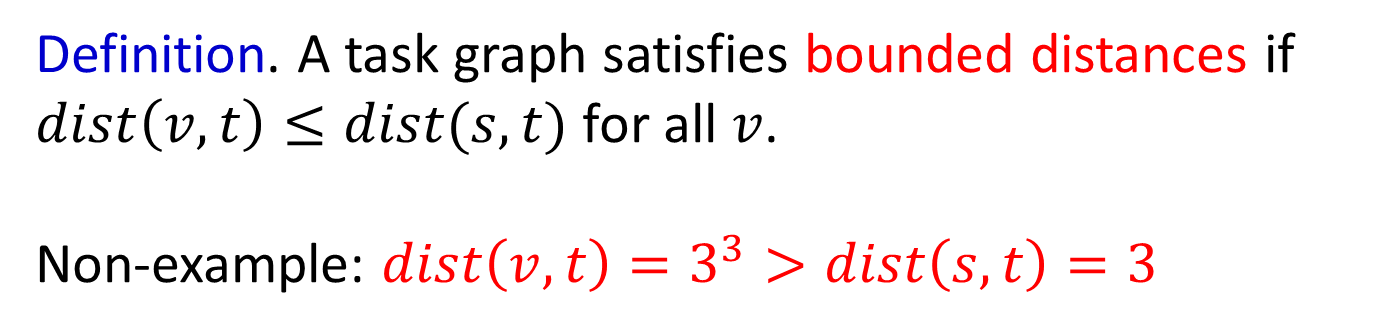 Definition. A task graph satisfies bounded distances if
𝑑𝑖𝑠𝑡(𝑣, 𝑡) ≤ 𝑑𝑖𝑠𝑡(𝑠, 𝑡) for all 𝑣.
Non-example: 𝑑𝑖𝑠𝑡(𝑣, 𝑡) = 3³ > 𝑑𝑖𝑠𝑡(𝑠, 𝑡) = 3